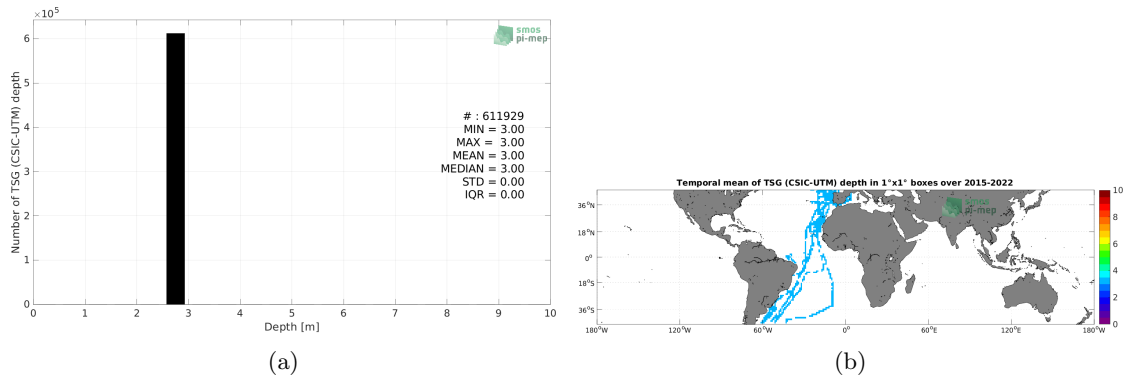 ×10⁵
6
5
4
3
2
1
0
Number of TSG (CSIC-UTM) depth
smos
pi-mep
# : 611929
MIN = 3.00
MAX = 3.00
MEAN = 3.00
MEDIAN = 3.00
STD = 0.00
IQR = 0.00
0 1 2 3 4 5 6 7 8 9 10
Depth [m]
(a)
Temporal mean of TSG (CSIC-UTM) depth in 1°x1° boxes over 2015-2022
smos
pi-mep
36°N
18°N
0°
18°S
36°S
180°W 120°W 60°W 0° 60°E 120°E 180°W
10
8
6
4
2
0
(b)